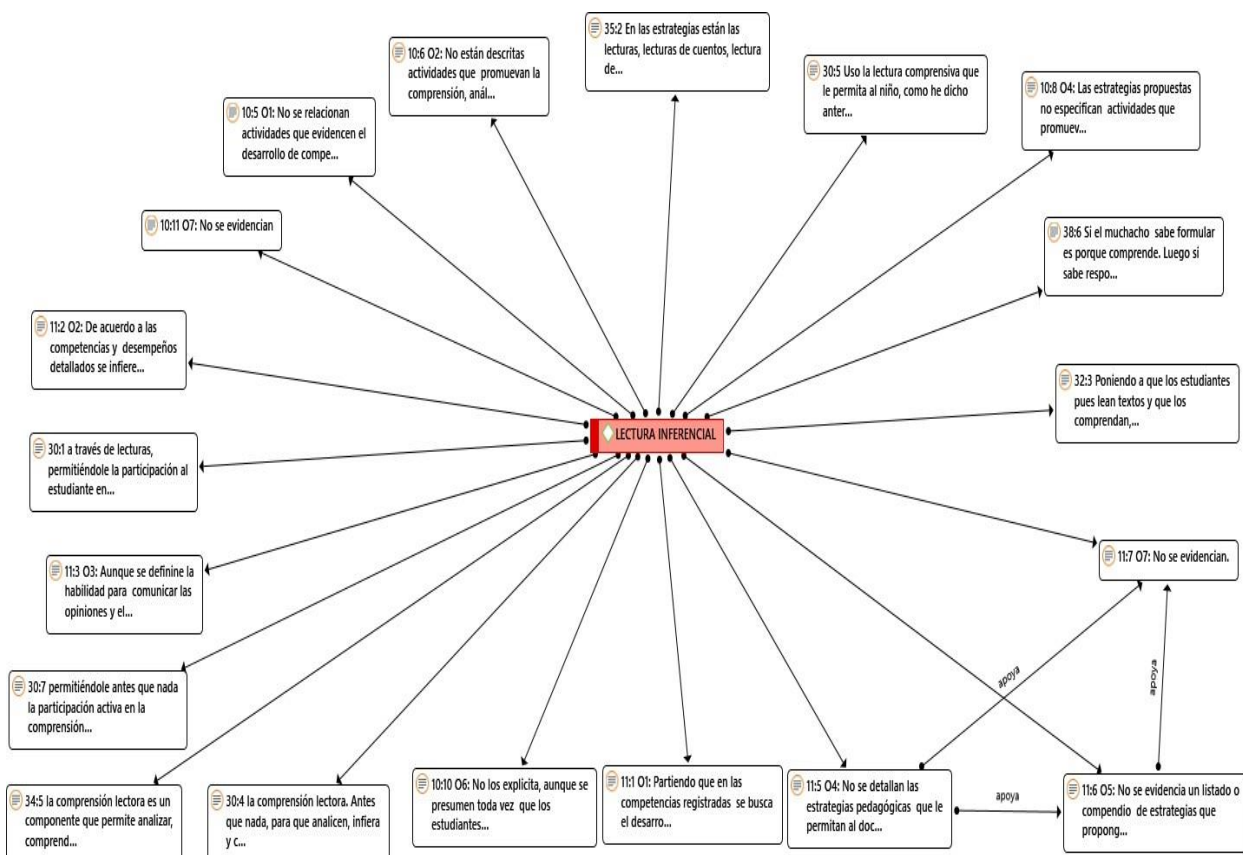 35:2 En las estrategias están las
lecturas, lecturas de cuentos, lectura
de...
10:6 O2: No están descritas
actividades que promuevan la
comprensión, anál...
30:5 Uso la lectura comprensiva que
le permita al niño, como he dicho
anter...
10:8 O4: Las estrategias propuestas
no especifican actividades que
promuev...
10:5 O1: No se relacionan
actividades que evidencen el
desarrollo de compe...
10:11 O7: No se evidencian
38:6 Si el muchacho sabe formular
es porque comprende. Luego si
sabe respo...
11:2 O2: De acuerdo a las
competencias y desempeños
detallados se infiere...
32:3 Poniendo a que los estudiantes
pues lean textos y que los
comprendan,...
LECTURA INFERENCIAL
30:1 a través de lecturas,
permitiéndole la participación al
estudiante en...
11:3 O3: Aunque se definine la
habilidad para comunicar las
opiniones y el...
11:7 O7: No se evidencian.
30:7 permitiéndole antes que nada
la participación activa en la
comprensión...
apoya
apoya
34:5 la comprensión lectora es un
componente que permite analizar,
comprend...
30:4 la comprensión lectora. Antes
que nada, para que analicen, infiera
y c...
10:10 O6: No los explicita, aunque se
presumen toda vez que los
estudiantes...
11:1 O1: Partiendo que en las
competencias registradas se busca
el desarro...
11:5 O4: No se detallan las
estrategias pedagógicas que le
permitan al doc...
apoya
11:6 O5: No se evidencia un listado o
compendio de estrategias que
propong...